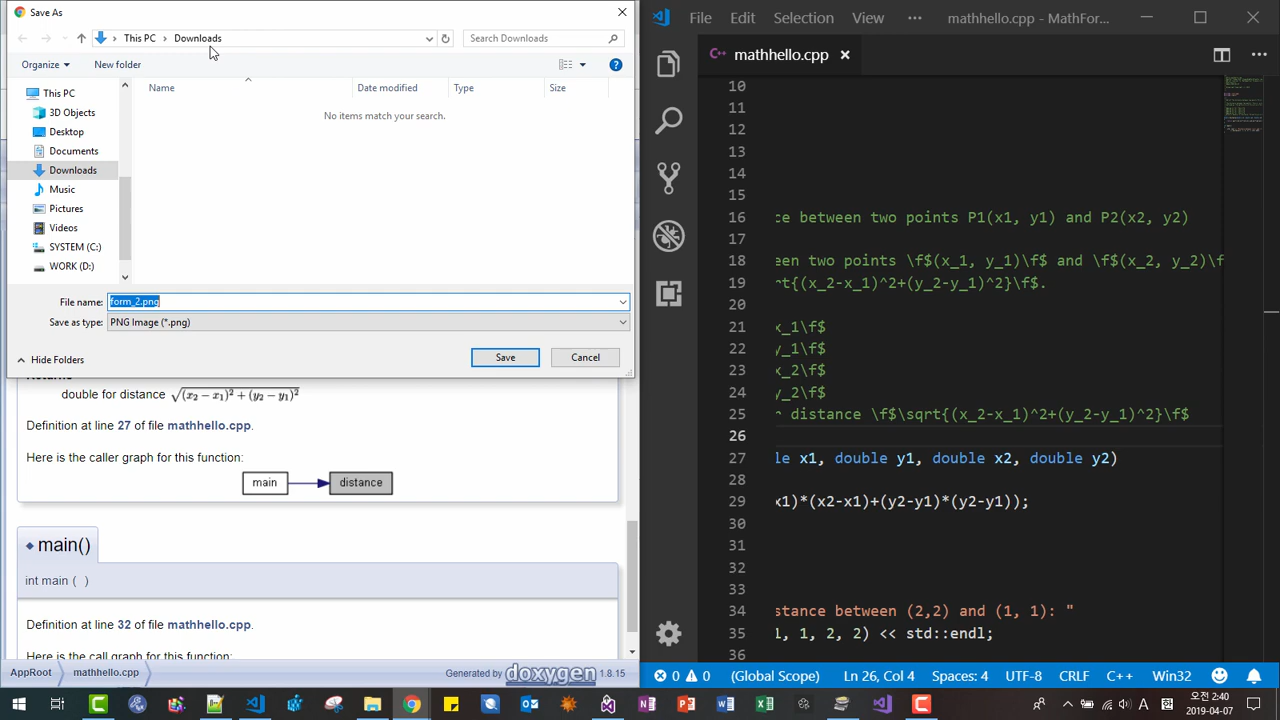 Save As
This PC > Downloads
Search Downloads
Organize
New folder
This PC
3D Objects
Desktop
Documents
Downloads
Music
Pictures
Videos
SYSTEM (C:)
WORK (D:)
Name
Date modified
Type
Size
No items match your search.
File name:
form_2.png
Save as type:
PNG Image (*.png)
Hide Folders
Save
Cancel
Returns
double for distance √(x₂ − x₁)² + (y₂ − y₁)²
Definition at line 27 of file mathhello.cpp.
Here is the caller graph for this function:
main
distance
main()
int main ( )
Definition at line 32 of file mathhello.cpp.
Here is the call graph for this function:
AppRoot
mathhello.cpp
Generated by doxygen 1.8.15
File
Edit
Selection
View
···
mathhello.cpp - MathFor...
mathhello.cpp
10
11
12
13
14
15
16 ce between two points P1(x1, y1) and P2(x2, y2)
17
18 een two points \f$(x_1, y_1)\f$ and \f$(x_2, y_2)\f
19 rt{(x_2-x_1)^2+(y_2-y_1)^2}\f$.
20
21 x_1\f$
22 y_1\f$
23 x_2\f$
24 y_2\f$
25 r distance \f$\sqrt{(x_2-x_1)^2+(y_2-y_1)^2}\f$
26
27 le x1, double y1, double x2, double y2)
28
29 x1)*(x2-x1)+(y2-y1)*(y2-y1));
30
31
32
33
34 stance between (2,2) and (1, 1): "
35 1, 1, 2, 2) << std::endl;
36
0
0
(Global Scope)
Ln 26, Col 4
Spaces: 4
UTF-8
CRLF
C++
Win32
A
오전 2:40
2019-04-07